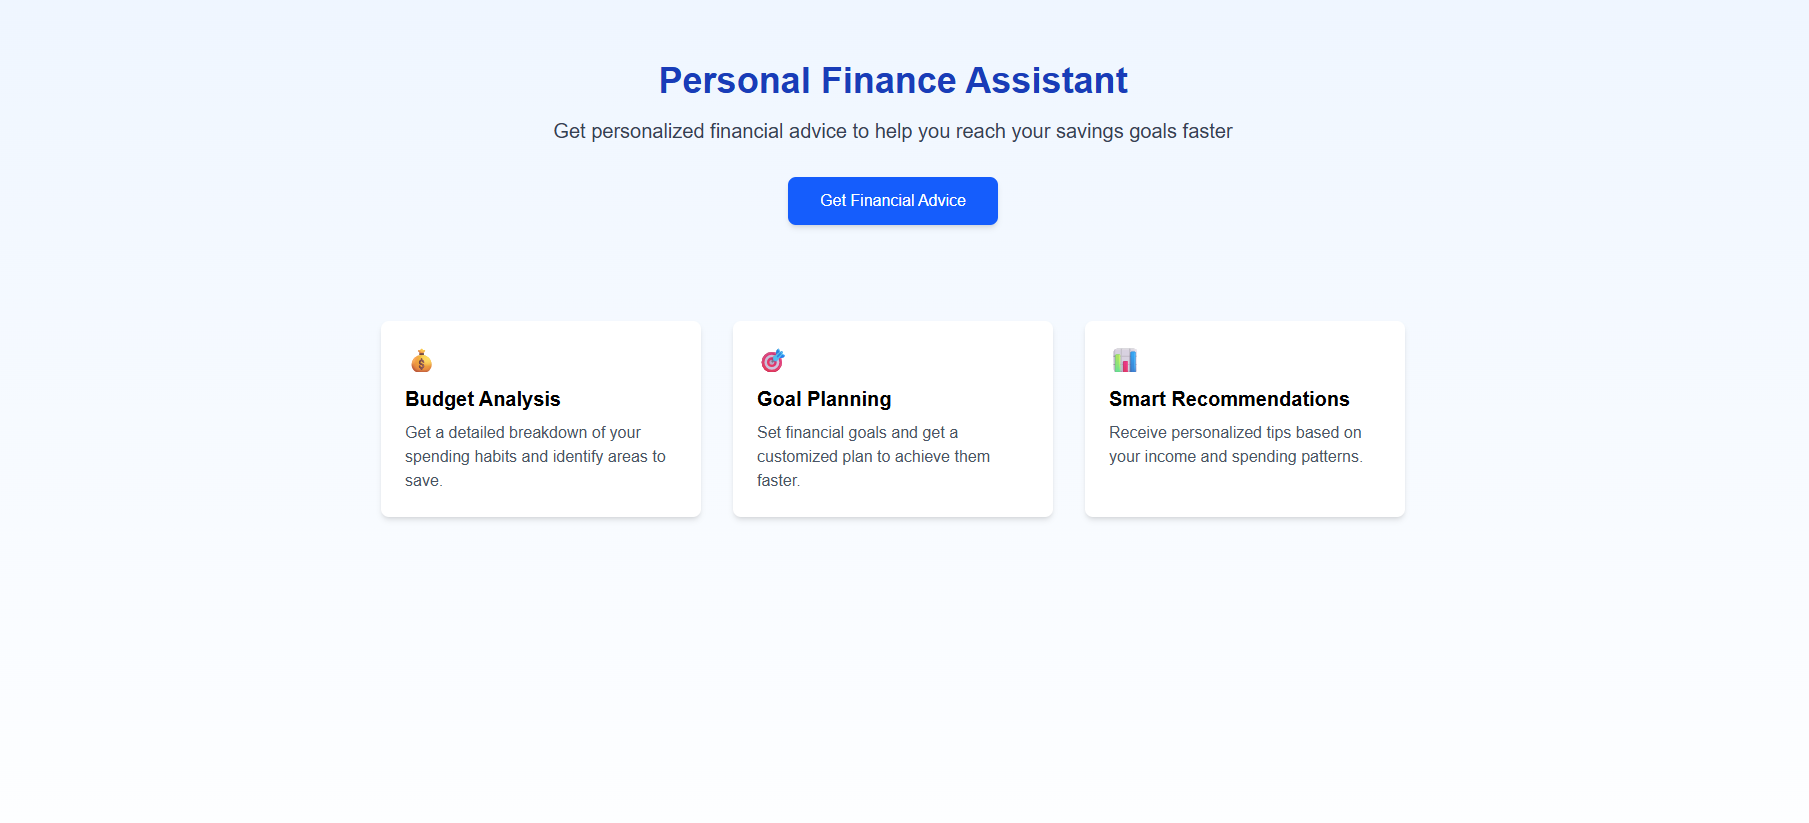 Personal Finance Assistant
Get personalized financial advice to help you reach your savings goals faster
Get Financial Advice
Budget Analysis
Get a detailed breakdown of your
spending habits and identify areas to
save.
Goal Planning
Set financial goals and get a
customized plan to achieve them
faster.
Smart Recommendations
Receive personalized tips based on
your income and spending patterns.